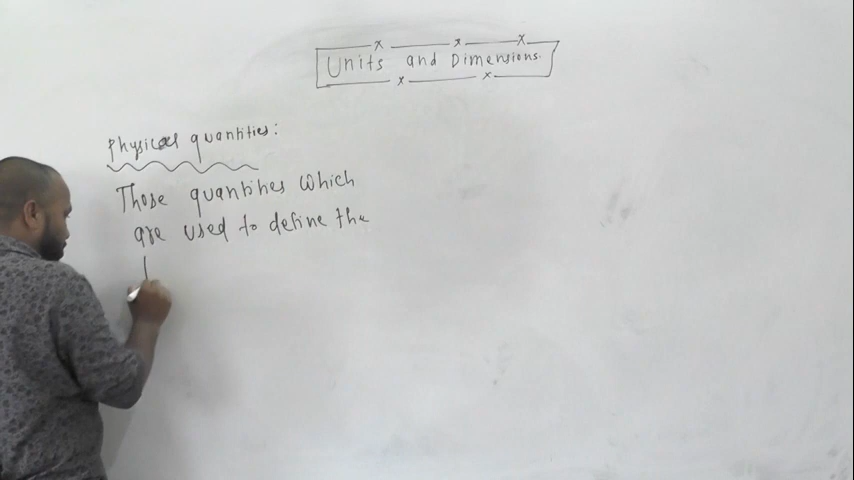 Units and Dimensions.
Physical quantities:
Those quantities which
are used to define the